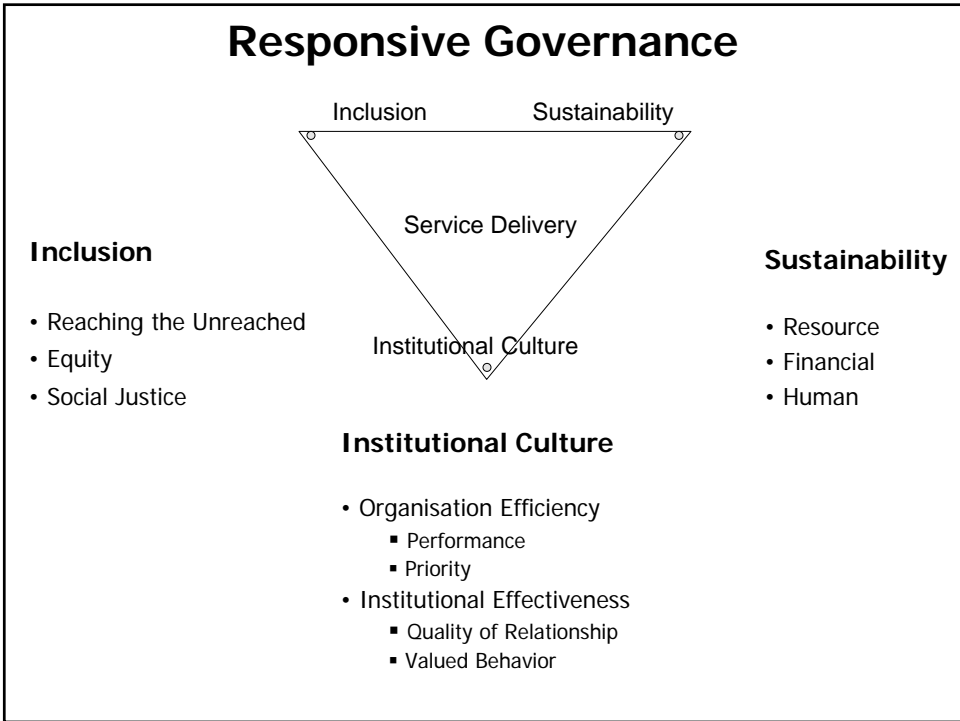 Responsive Governance
Inclusion Sustainability
Service Delivery
Institutional Culture
Inclusion
• Reaching the Unreached
• Equity
• Social Justice
Sustainability
• Resource
• Financial
• Human
Institutional Culture
• Organisation Efficiency
▪ Performance
▪ Priority
• Institutional Effectiveness
▪ Quality of Relationship
▪ Valued Behavior